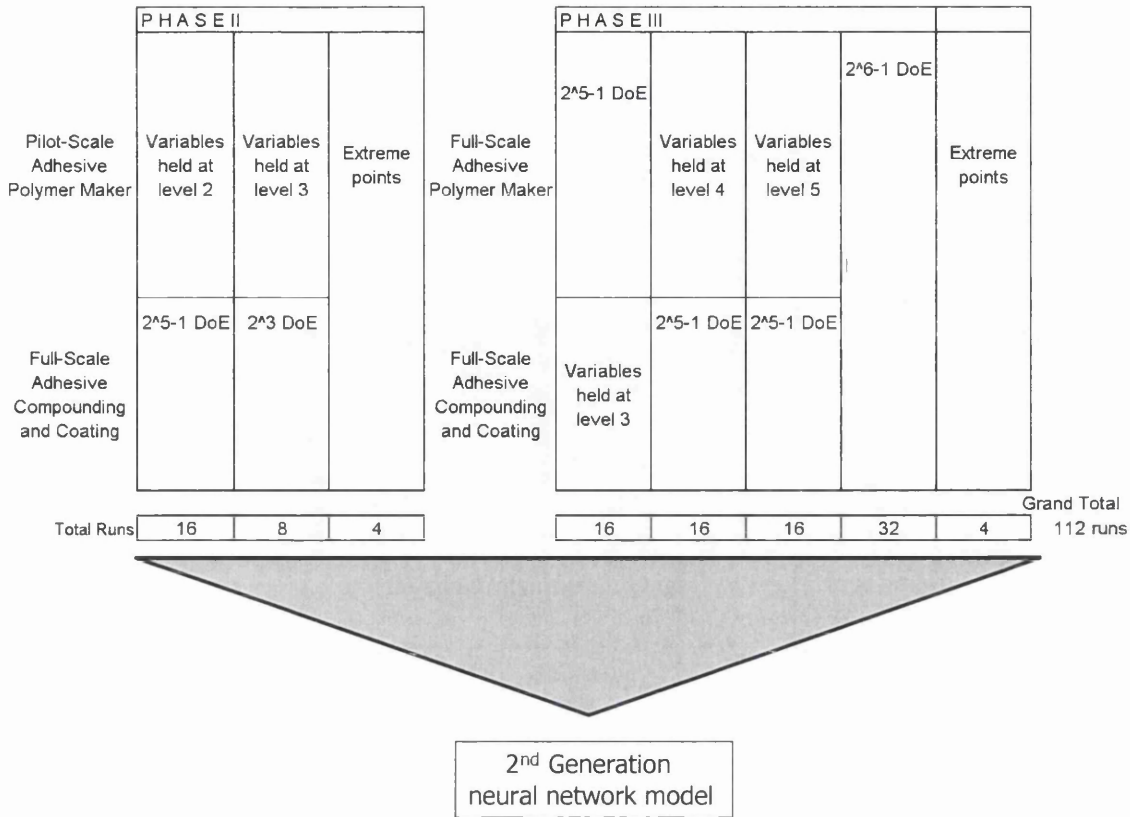 P H A S E II
P H A S E III
Pilot-Scale
Adhesive
Polymer Maker
Variables
held at
level 2
Variables
held at
level 3
Extreme
points
Full-Scale
Adhesive
Polymer Maker
2^5-1 DoE
Variables
held at
level 4
Variables
held at
level 5
2^6-1 DoE
Extreme
points
Full-Scale
Adhesive
Compounding
and Coating
2^5-1 DoE
2^3 DoE
Full-Scale
Adhesive
Compounding
and Coating
Variables
held at
level 3
2^5-1 DoE
2^5-1 DoE
Grand Total
Total Runs 16 8 4 16 16 16 32 4 112 runs
2nd Generation
neural network model